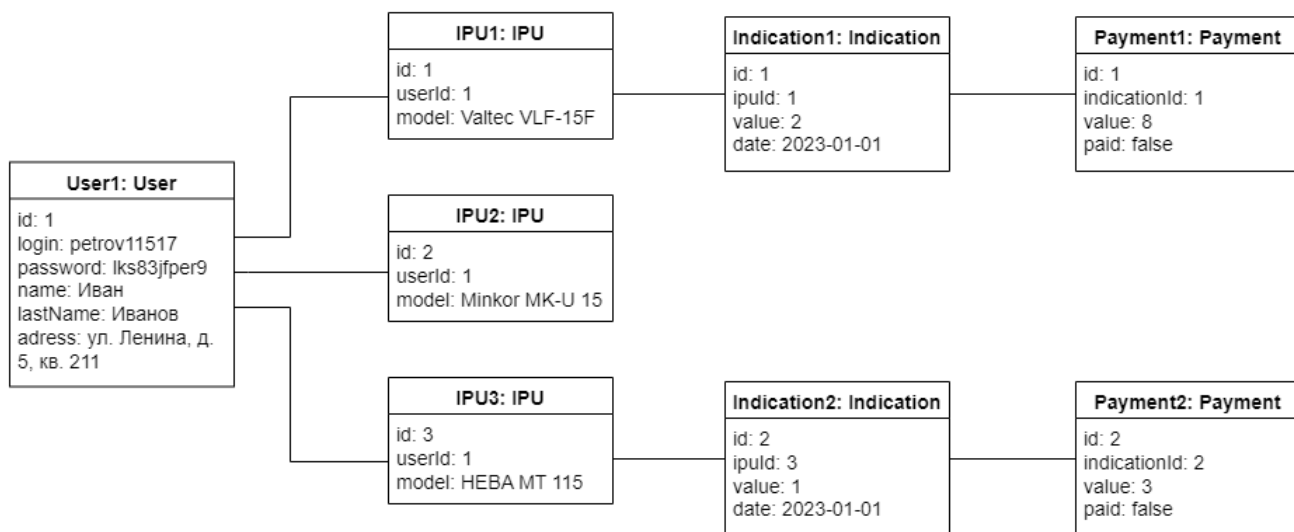 User1: User
id: 1
login: petrov11517
password: lks83jfper9
name: Иван
lastName: Иванов
adress: ул. Ленина, д.
5, кв. 211
IPU1: IPU
id: 1
userId: 1
model: Valtec VLF-15F
Indication1: Indication
id: 1
ipuId: 1
value: 2
date: 2023-01-01
Payment1: Payment
id: 1
indicationId: 1
value: 8
paid: false
IPU2: IPU
id: 2
userId: 1
model: Minkor MK-U 15
IPU3: IPU
id: 3
userId: 1
model: НЕВА МТ 115
Indication2: Indication
id: 2
ipuId: 3
value: 1
date: 2023-01-01
Payment2: Payment
id: 2
indicationId: 2
value: 3
paid: false